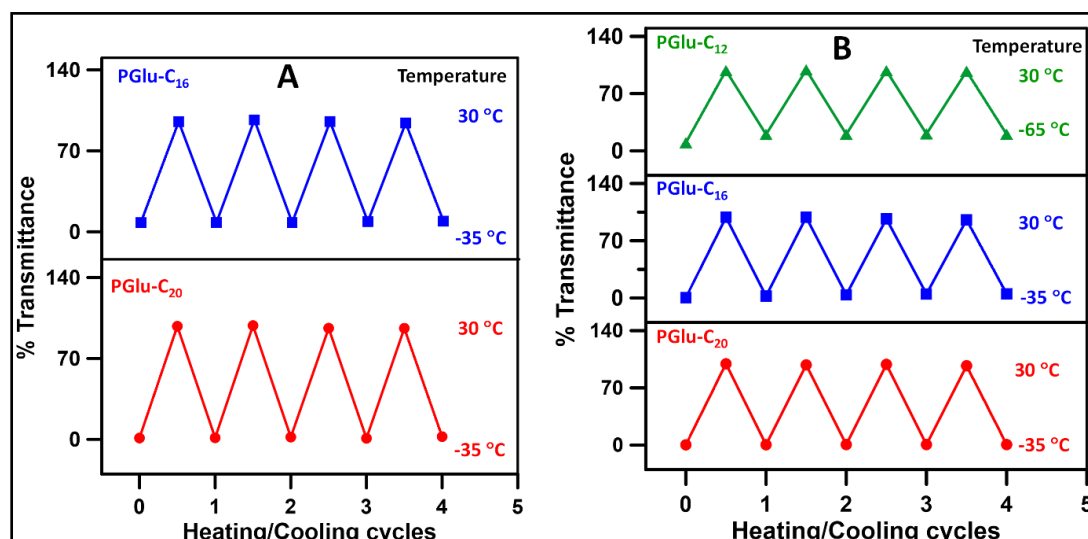 A
PGlu-C₁₆
Temperature
30 °C
-35 °C
140
70
0
PGlu-C₂₀
30 °C
-35 °C
140
70
0
% Transmittance
0 1 2 3 4 5
Heating/Cooling cycles
B
PGlu-C₁₂
Temperature
30 °C
-65 °C
140
70
0
PGlu-C₁₆
30 °C
-35 °C
140
70
0
PGlu-C₂₀
30 °C
-35 °C
140
70
0
% Transmittance
0 1 2 3 4 5
Heating/Cooling cycles